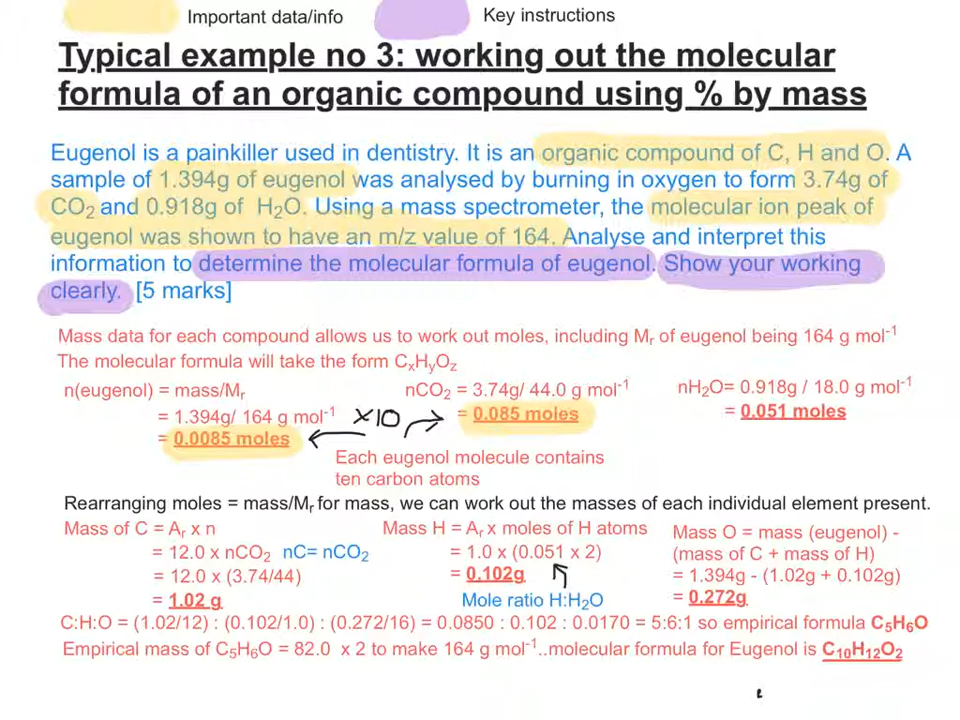 Important data/info Key instructions
Typical example no 3: working out the molecular
formula of an organic compound using % by mass
Eugenol is a painkiller used in dentistry. It is an organic compound of C, H and O. A
sample of 1.394g of eugenol was analysed by burning in oxygen to form 3.74g of
CO₂ and 0.918g of H₂O. Using a mass spectrometer, the molecular ion peak of
eugenol was shown to have an m/z value of 164. Analyse and interpret this
information to determine the molecular formula of eugenol. Show your working
clearly. [5 marks]
Mass data for each compound allows us to work out moles, including Mᵣ of eugenol being 164 g mol⁻¹
The molecular formula will take the form CₓHᵧO₂
n(eugenol) = mass/Mᵣ
= 1.394g/ 164 g mol⁻¹
= 0.0085 moles
x10
nCO₂ = 3.74g/ 44.0 g mol⁻¹
= 0.085 moles
nH₂O= 0.918g / 18.0 g mol⁻¹
= 0.051 moles
Each eugenol molecule contains
ten carbon atoms
Rearranging moles = mass/Mᵣ for mass, we can work out the masses of each individual element present.
Mass of C = Aᵣ x n
= 12.0 x nCO₂ nC= nCO₂
= 12.0 x (3.74/44)
= 1.02 g
Mass H = Aᵣ x moles of H atoms
= 1.0 x (0.051 x 2)
= 0.102g
Mole ratio H:H₂O
Mass O = mass (eugenol) -
(mass of C + mass of H)
= 1.394g - (1.02g + 0.102g)
= 0.272g
C:H:O = (1.02/12) : (0.102/1.0) : (0.272/16) = 0.0850 : 0.102 : 0.0170 = 5:6:1 so empirical formula C₅H₆O
Empirical mass of C₅H₆O = 82.0 x 2 to make 164 g mol⁻¹..molecular formula for Eugenol is C₁₀H₁₂O₂